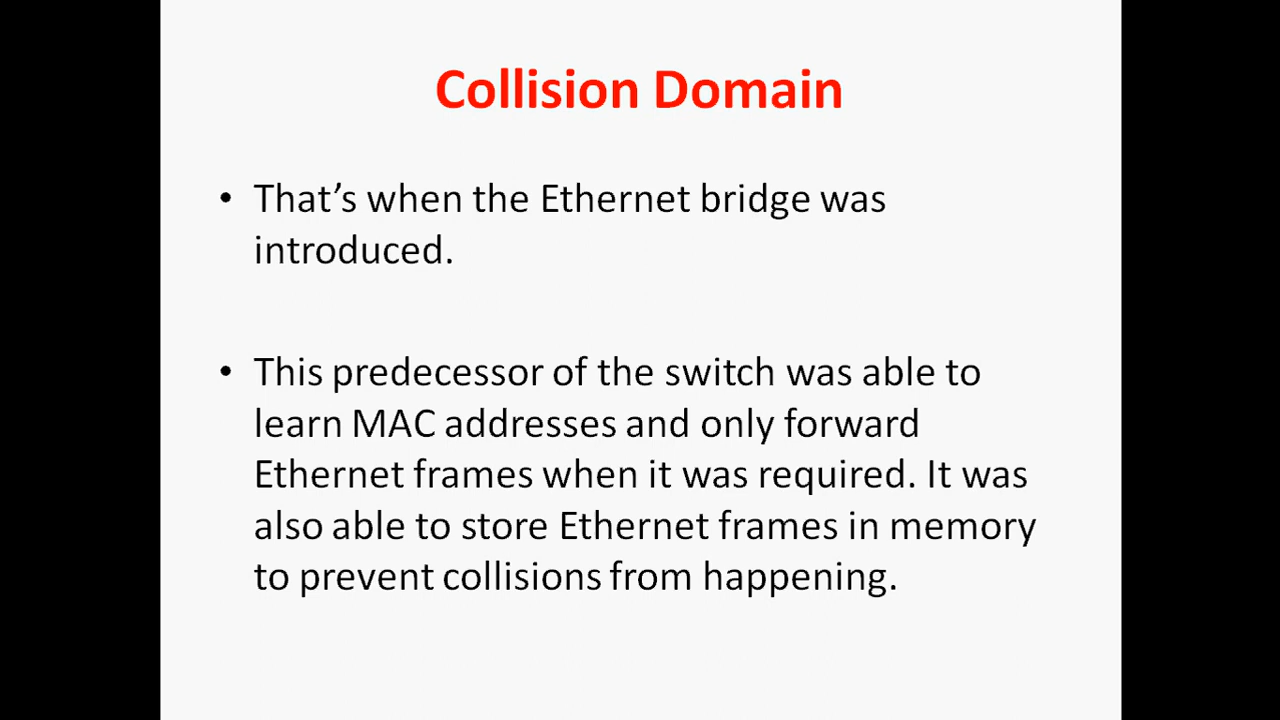 Collision Domain
• That’s when the Ethernet bridge was
introduced.
• This predecessor of the switch was able to
learn MAC addresses and only forward
Ethernet frames when it was required. It was
also able to store Ethernet frames in memory
to prevent collisions from happening.